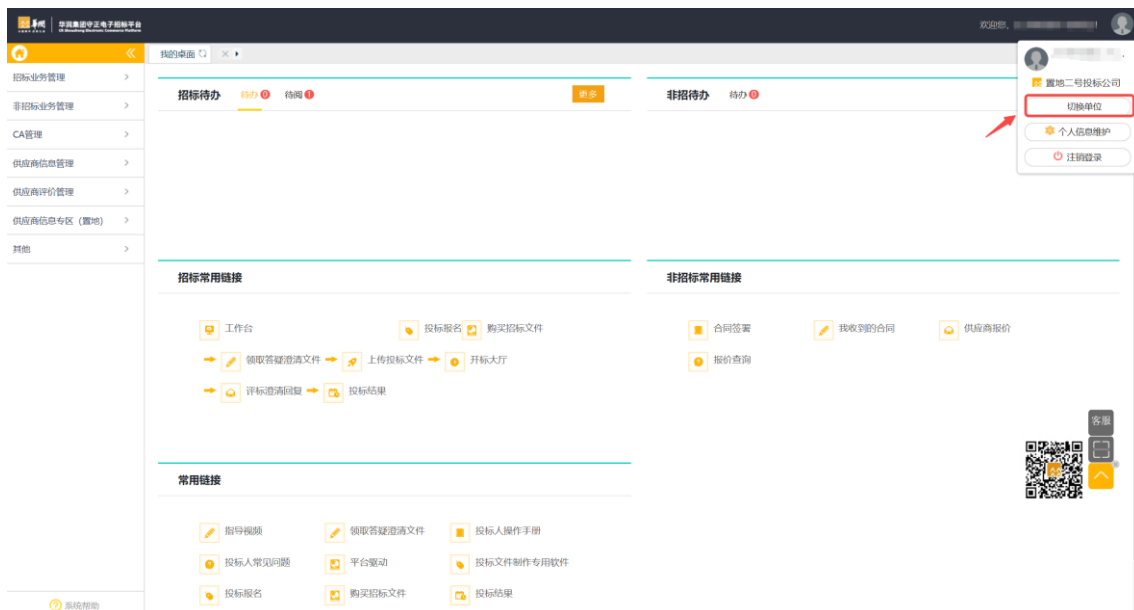 华润
华润集团守正电子招标平台
欢迎您，
!
我的桌面
招标业务管理
非招标业务管理
CA管理
供应商信息管理
供应商评价管理
供应商信息专区（置地）
其他
系统帮助
招标待办 待办 0 待阅 1 更多
非招待办 待办 0
置地二号投标公司
切换单位
个人信息维护
注销登录
招标常用链接
工作台 投标报名 购买招标文件
领取答疑澄清文件 上传投标文件 开标大厅
评标澄清回复 投标结果
非招标常用链接
合同签署 我收到的合同 供应商报价
报价查询
客服
常用链接
指导视频 领取答疑澄清文件 投标人操作手册
投标人常见问题 平台驱动 投标文件制作专用软件
投标报名 购买招标文件 投标结果